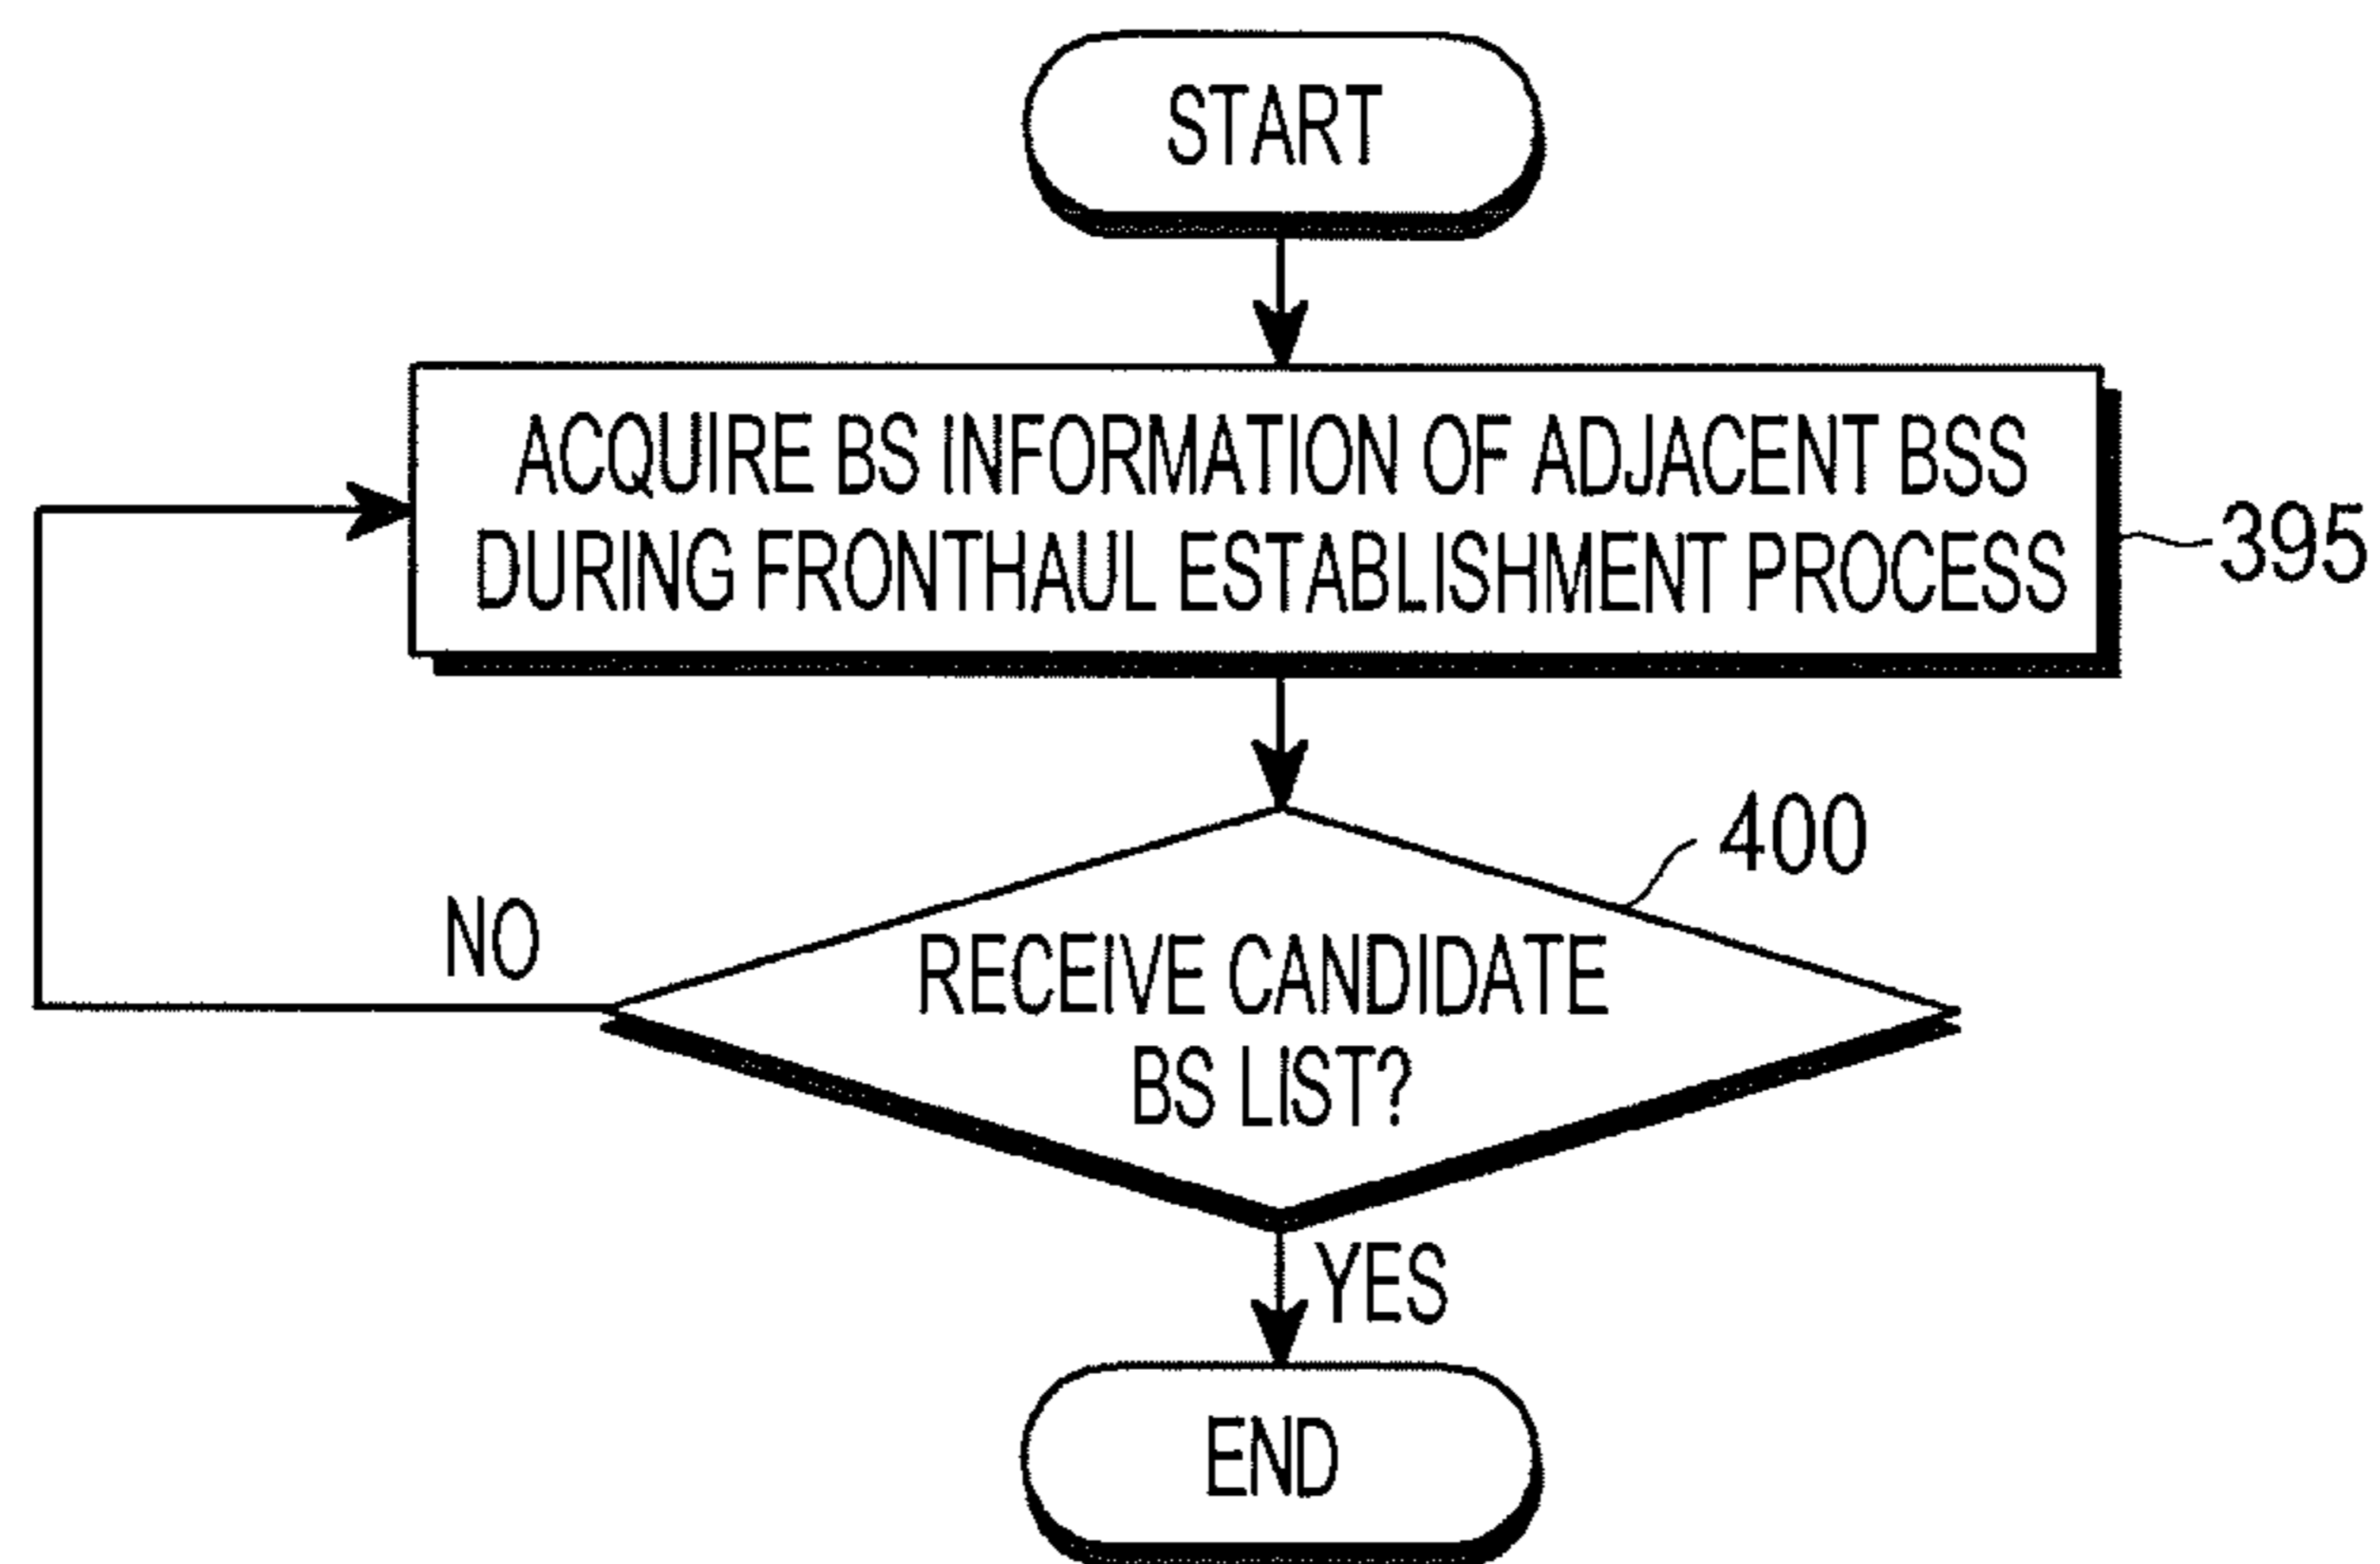 START
ACQUIRE BS INFORMATION OF ADJACENT BSS
DURING FRONTHAUL ESTABLISHMENT PROCESS
395
400
NO
RECEIVE CANDIDATE
BS LIST?
YES
END